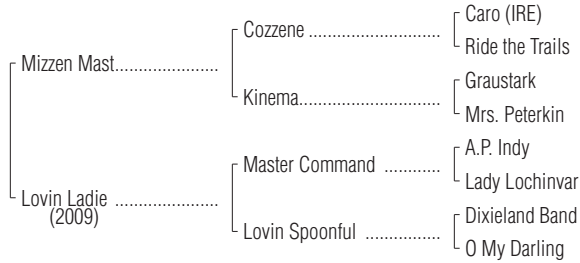 Caro (IRE)
Cozzene ..............................
Ride the Trails
Mizzen Mast.......................
Graustark
Kinema................................
Mrs. Peterkin
A.P. Indy
Master Command .............
Lady Lochinvar
Lovin Ladie .......................
(2009)
Dixieland Band
Lovin Spoonful .................
O My Darling